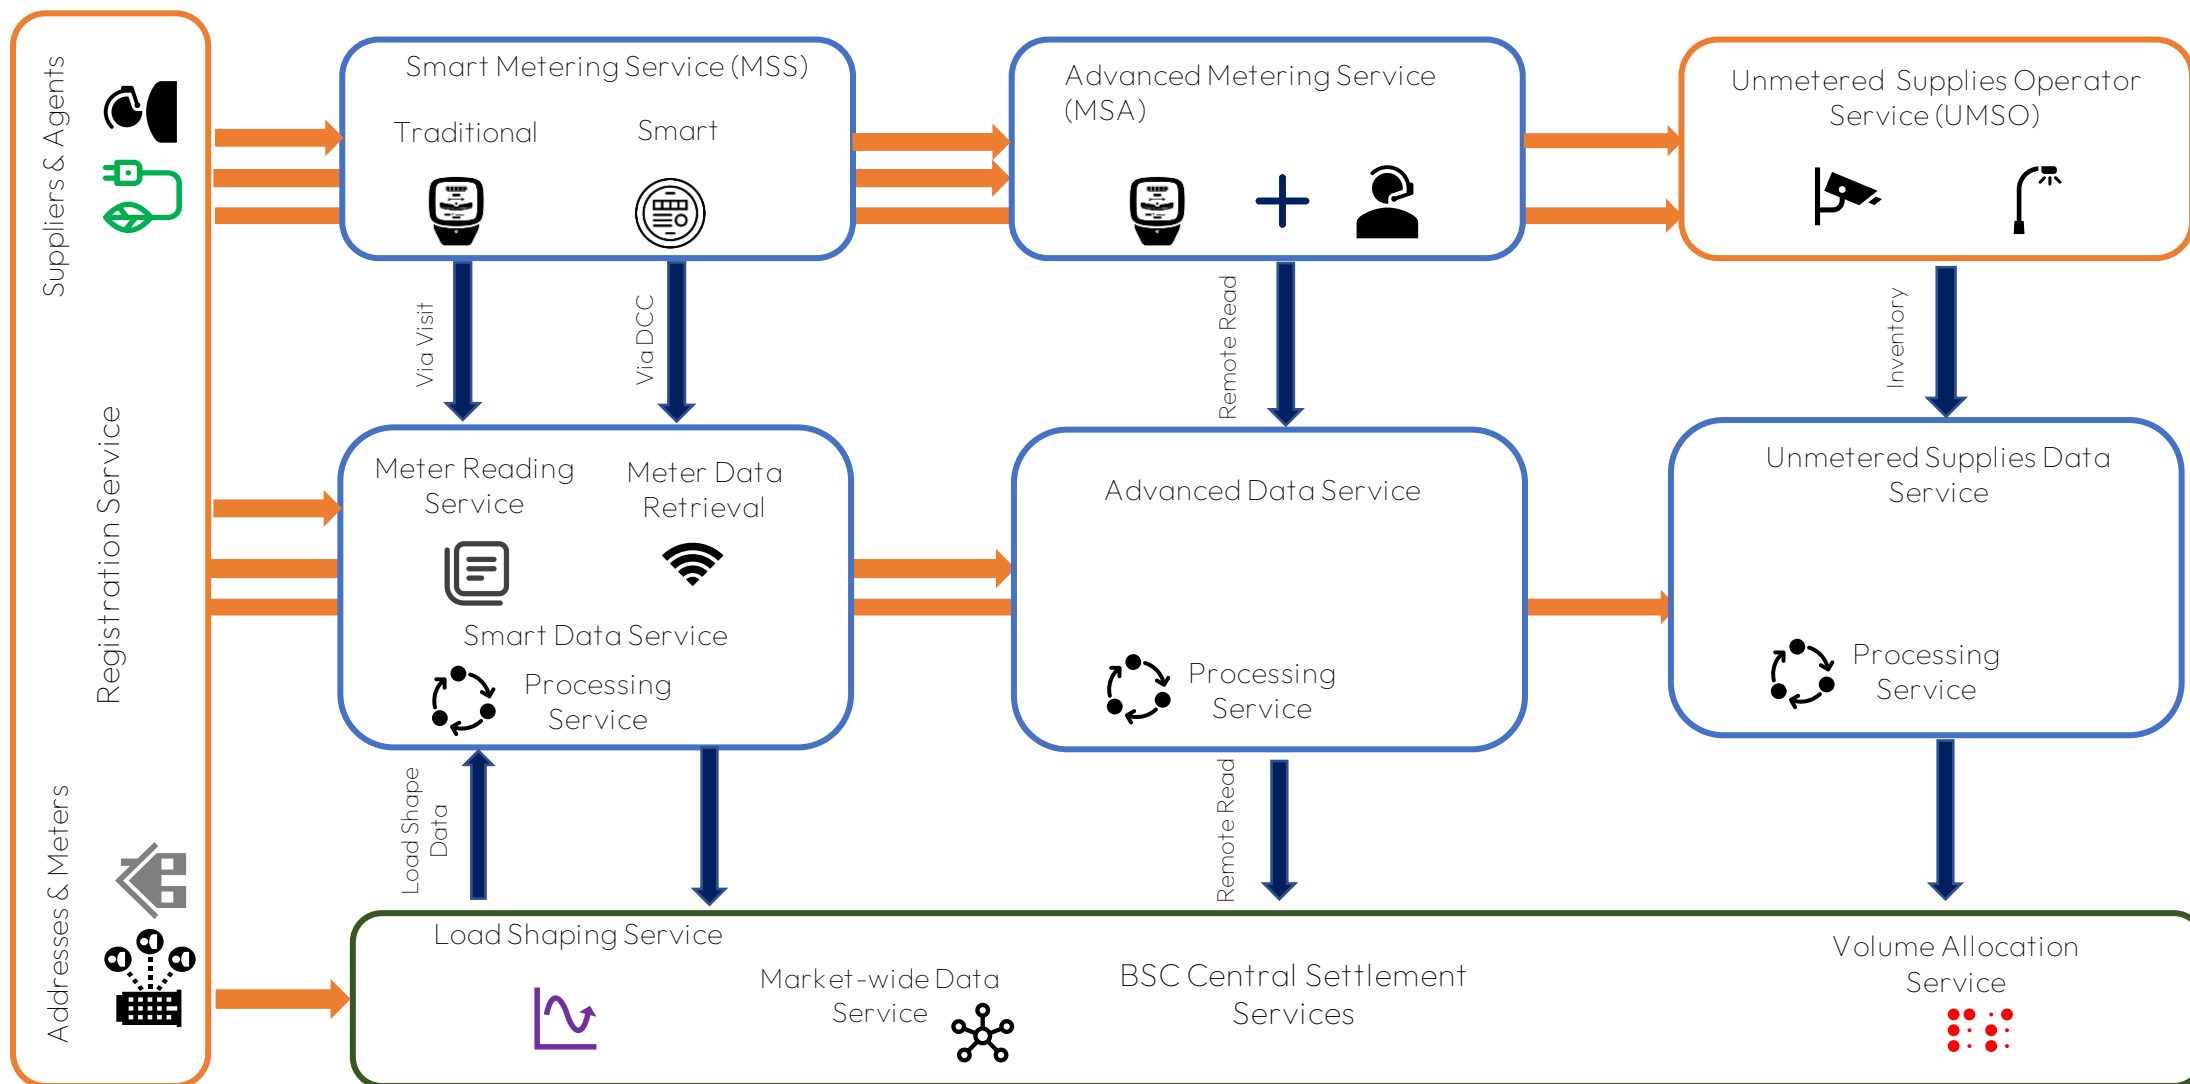 Suppliers & Agents
Registration Service
Addresses & Meters
Smart Metering Service (MSS)
Traditional
Smart
Advanced Metering Service
(MSA)
Unmetered Supplies Operator
Service (UMSO)
Via Visit
Via DCC
Remote Read
Inventory
Meter Reading
Service
Meter Data
Retrieval
Smart Data Service
Processing
Service
Advanced Data Service
Processing
Service
Unmetered Supplies Data
Service
Processing
Service
Load Shape
Data
Remote Read
Load Shaping Service
Market-wide Data
Service
BSC Central Settlement
Services
Volume Allocation
Service